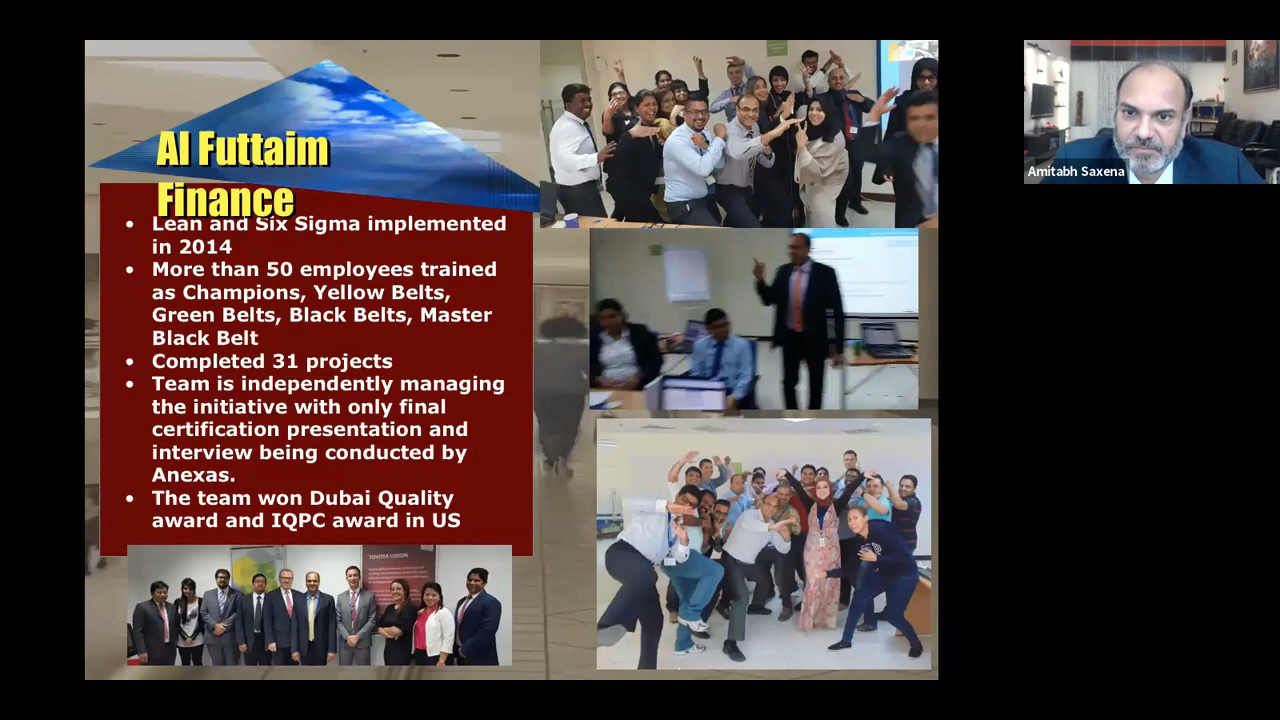 Al Futtaim
Finance
• Lean and Six Sigma implemented
in 2014
• More than 50 employees trained
as Champions, Yellow Belts,
Green Belts, Black Belts, Master
Black Belt
• Completed 31 projects
• Team is independently managing
the initiative with only final
certification presentation and
interview being conducted by
Anexas.
• The team won Dubai Quality
award and IQPC award in US
TOYOTA VISION
Amitabh Saxena